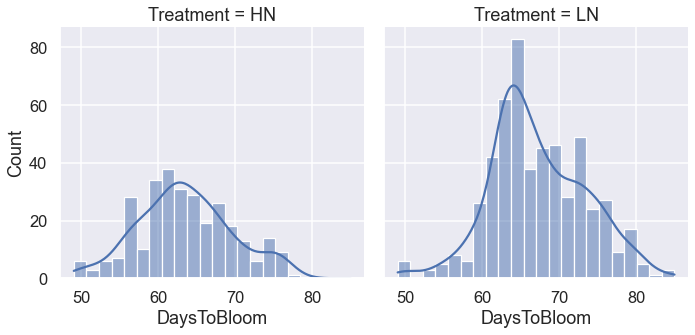 Treatment = HN
Treatment = LN
80
60
40
20
0
Count
50 60 70 80
50 60 70 80
DaysToBloom
DaysToBloom